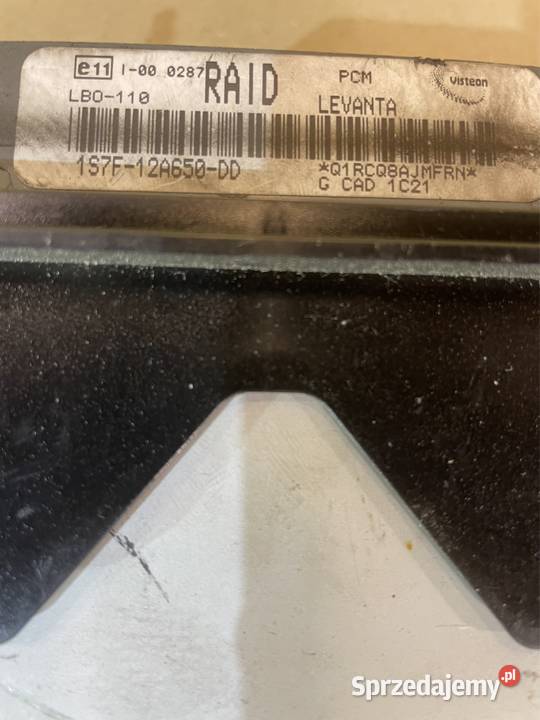 e11 I-00 0287 RAID PCM Visteon
LBO-110 LEVANTA
1S7F-12A650-DD *Q1RCQ8AJMFRN*
G CAD 1C21
Sprzedajemy.pl